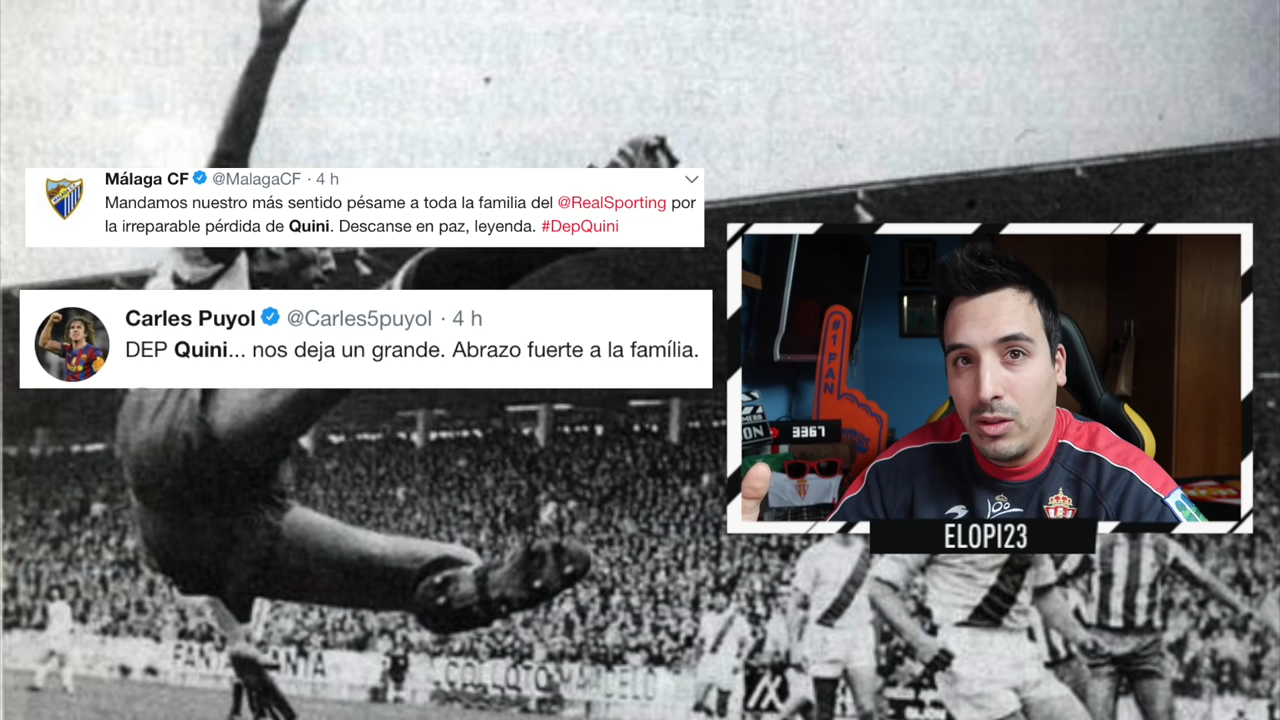 Málaga CF @MalagaCF · 4 h
Mandamos nuestro más sentido pésame a toda la familia del @RealSporting por
la irreparable pérdida de Quini. Descanse en paz, leyenda. #DepQuini
Carles Puyol @Carles5puyol · 4 h
DEP Quini... nos deja un grande. Abrazo fuerte a la família.
#1 FAN
3367
100
ELOPI23